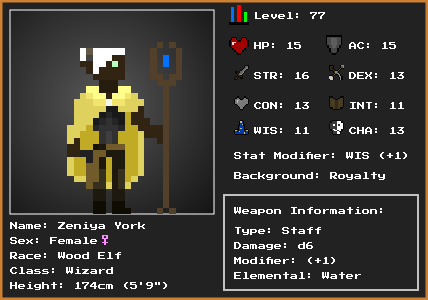 Level: 77
HP: 15
AC: 15
STR: 16
DEX: 13
CON: 13
INT: 11
WIS: 11
CHA: 13
Stat Modifier: WIS (+1)
Background: Royalty
Weapon Information:
Type: Staff
Damage: d6
Modifier: (+1)
Elemental: Water
Name: Zeniya York
Sex: Female♀
Race: Wood Elf
Class: Wizard
Height: 174cm (5'9")